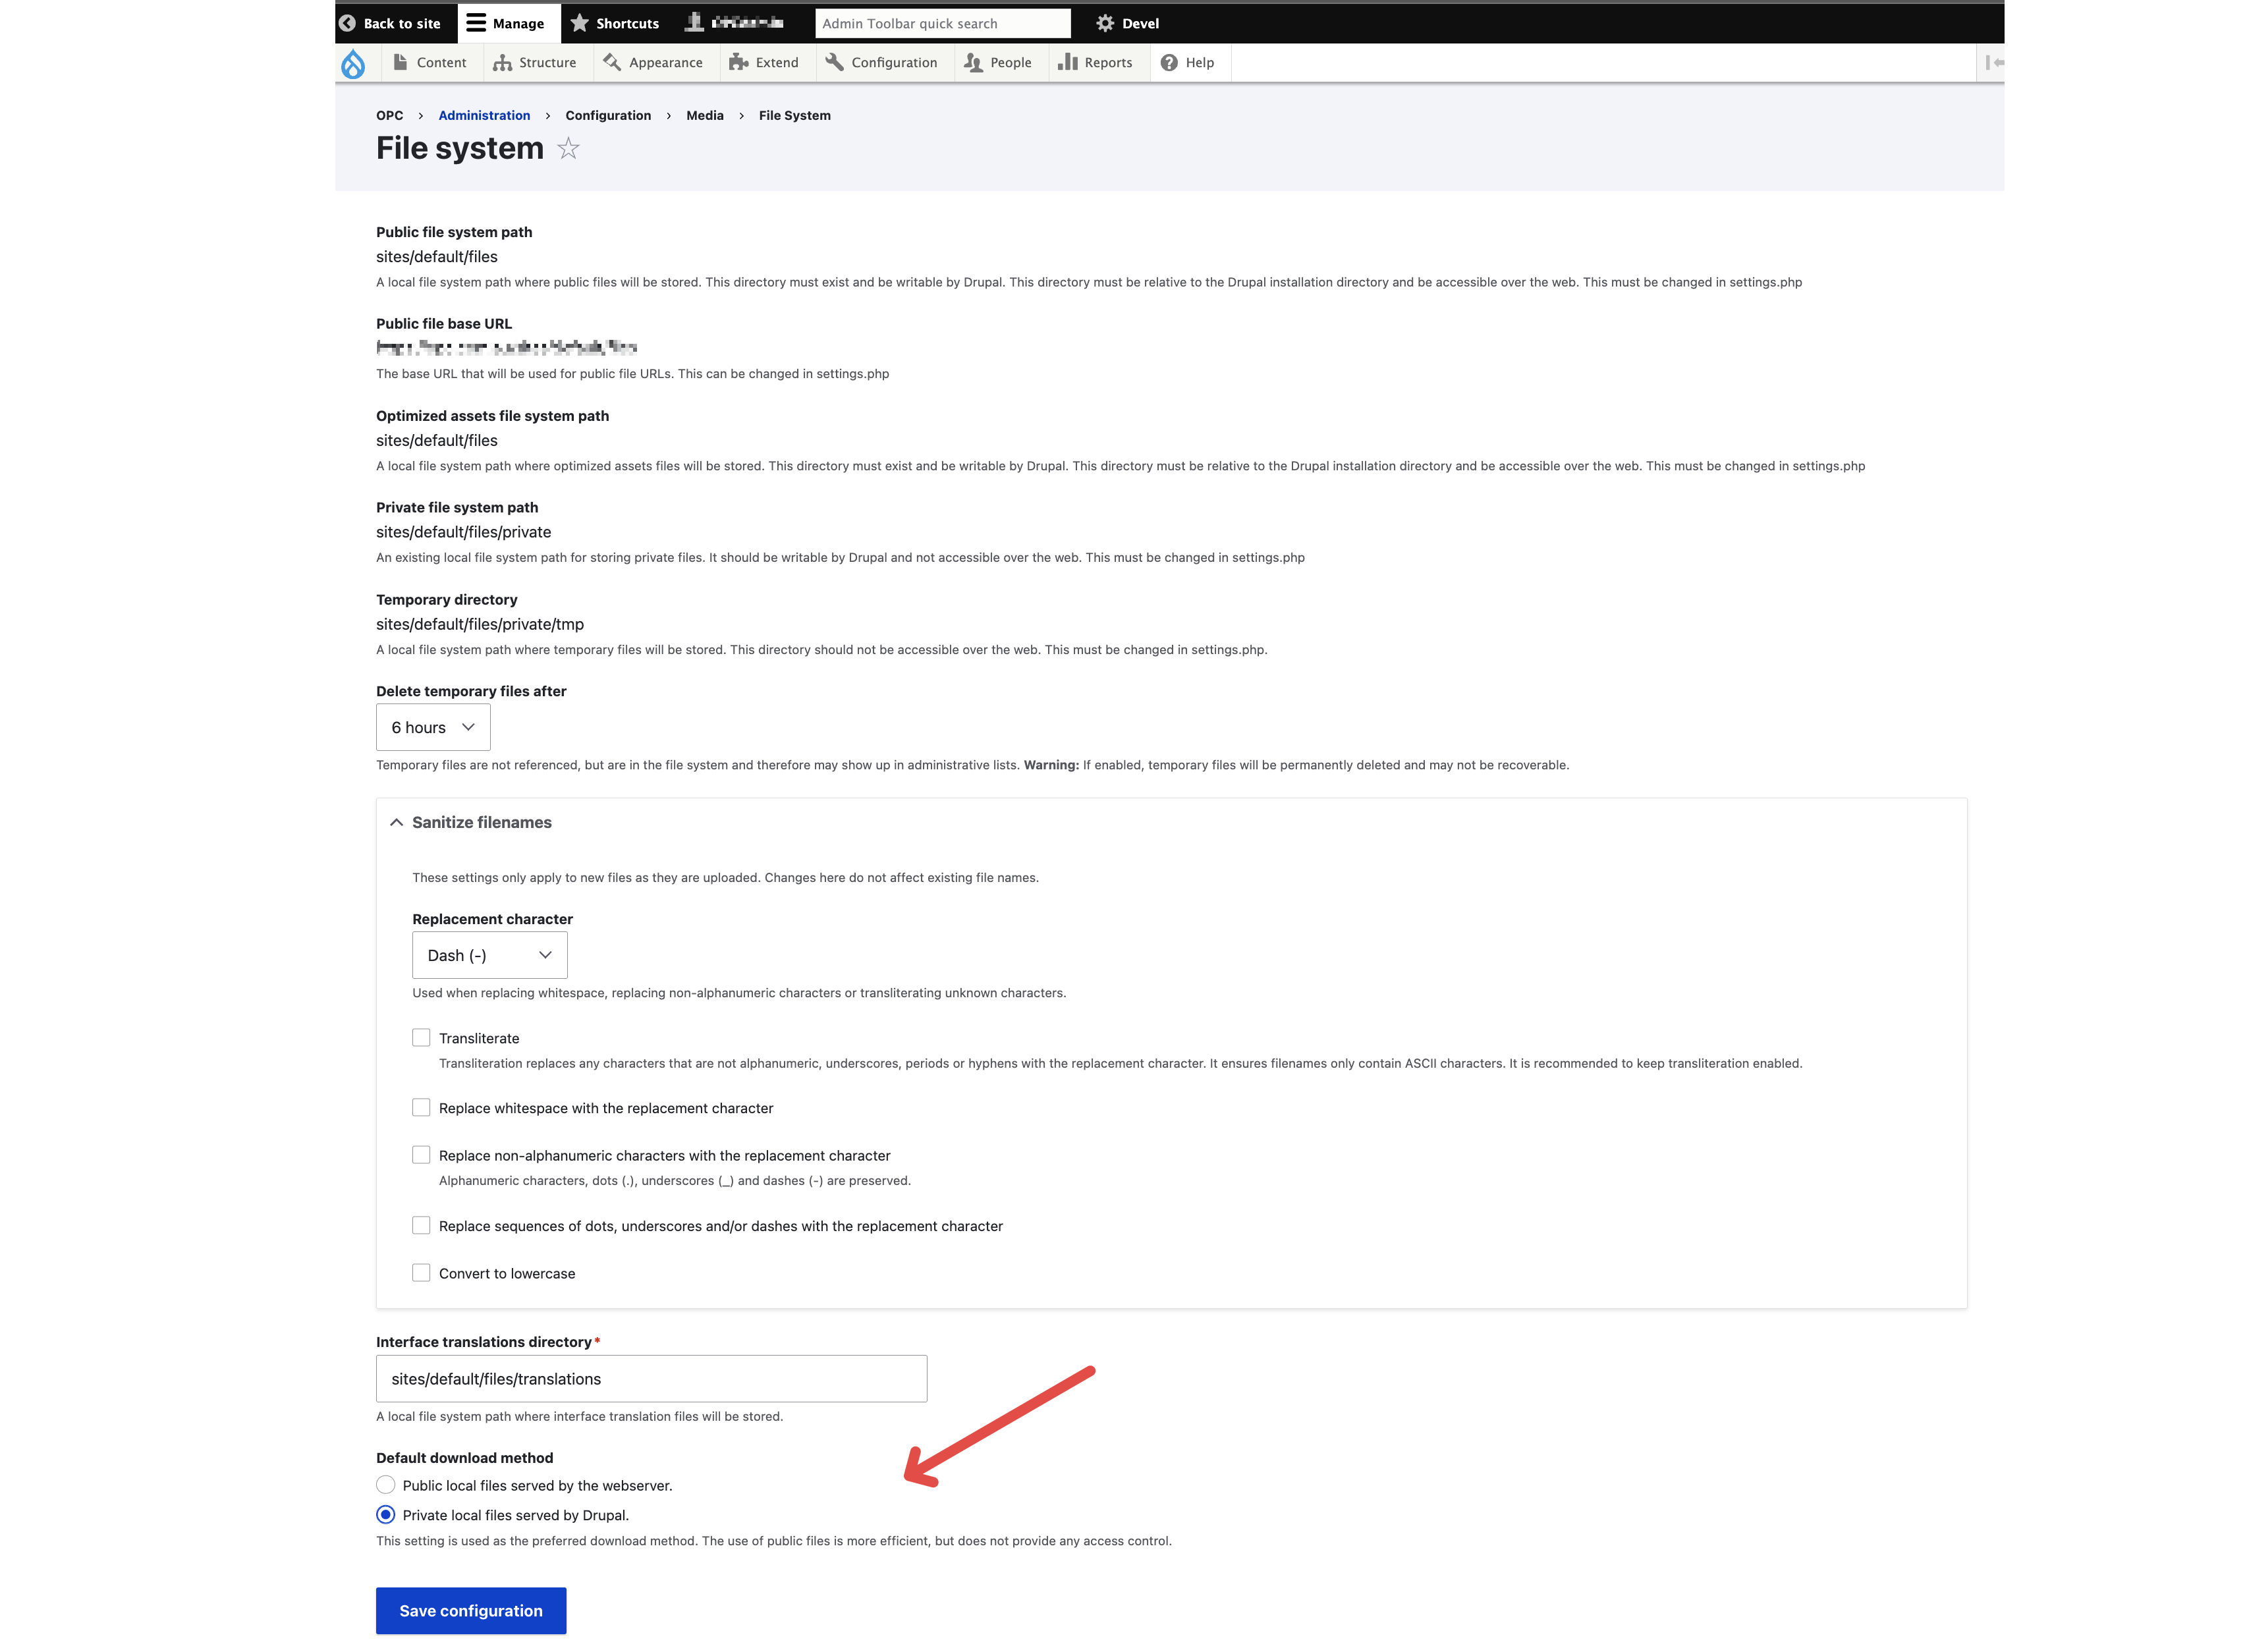 Back to site Manage Shortcuts Admin Toolbar quick search Devel
Content Structure Appearance Extend Configuration People Reports Help
OPC › Administration › Configuration › Media › File System
File system
Public file system path
sites/default/files
A local file system path where public files will be stored. This directory must exist and be writable by Drupal. This directory must be relative to the Drupal installation directory and be accessible over the web. This must be changed in settings.php
Public file base URL
The base URL that will be used for public file URLs. This can be changed in settings.php
Optimized assets file system path
sites/default/files
A local file system path where optimized assets files will be stored. This directory must exist and be writable by Drupal. This directory must be relative to the Drupal installation directory and be accessible over the web. This must be changed in settings.php
Private file system path
sites/default/files/private
An existing local file system path for storing private files. It should be writable by Drupal and not accessible over the web. This must be changed in settings.php
Temporary directory
sites/default/files/private/tmp
A local file system path where temporary files will be stored. This directory should not be accessible over the web. This must be changed in settings.php.
Delete temporary files after
6 hours
Temporary files are not referenced, but are in the file system and therefore may show up in administrative lists. Warning: If enabled, temporary files will be permanently deleted and may not be recoverable.
Sanitize filenames
These settings only apply to new files as they are uploaded. Changes here do not affect existing file names.
Replacement character
Dash (-)
Used when replacing whitespace, replacing non-alphanumeric characters or transliterating unknown characters.
Transliterate
Transliteration replaces any characters that are not alphanumeric, underscores, periods or hyphens with the replacement character. It ensures filenames only contain ASCII characters. It is recommended to keep transliteration enabled.
Replace whitespace with the replacement character
Replace non-alphanumeric characters with the replacement character
Alphanumeric characters, dots (.), underscores (_) and dashes (-) are preserved.
Replace sequences of dots, underscores and/or dashes with the replacement character
Convert to lowercase
Interface translations directory*
sites/default/files/translations
A local file system path where interface translation files will be stored.
Default download method
Public local files served by the webserver.
Private local files served by Drupal.
This setting is used as the preferred download method. The use of public files is more efficient, but does not provide any access control.
Save configuration